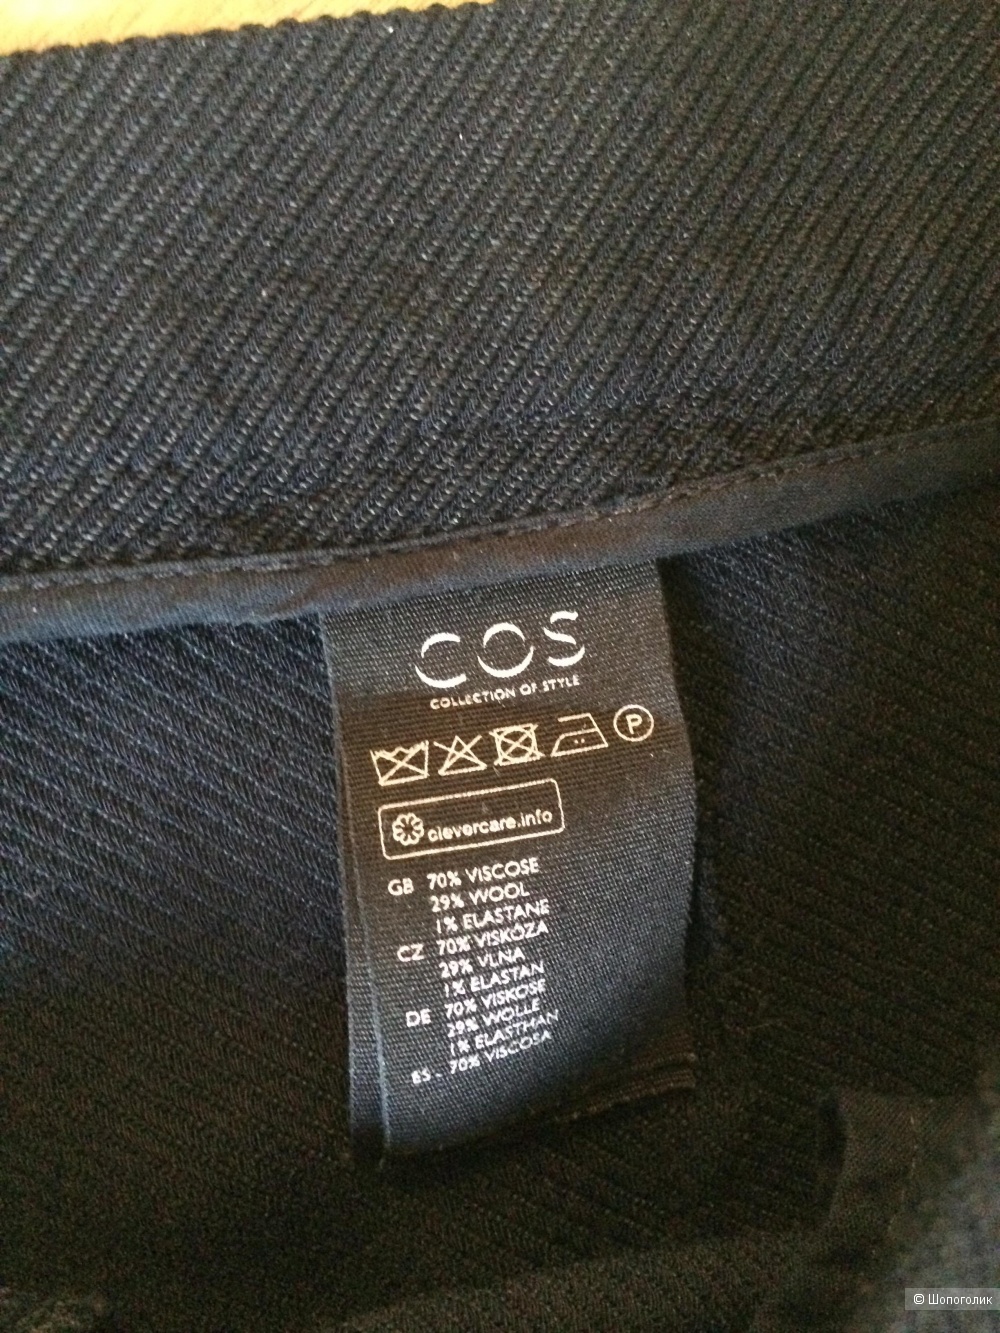 COS
COLLECTION OF STYLE
P
clevercare.info
GB 70% VISCOSE
29% WOOL
1% ELASTANE
CZ 70% VISKÓZA
29% VLNA
1% ELASTAN
DE 70% VISKOSE
29% WOLLE
1% ELASTHAN
ES - 70% VISCOSA
© Шопоголик